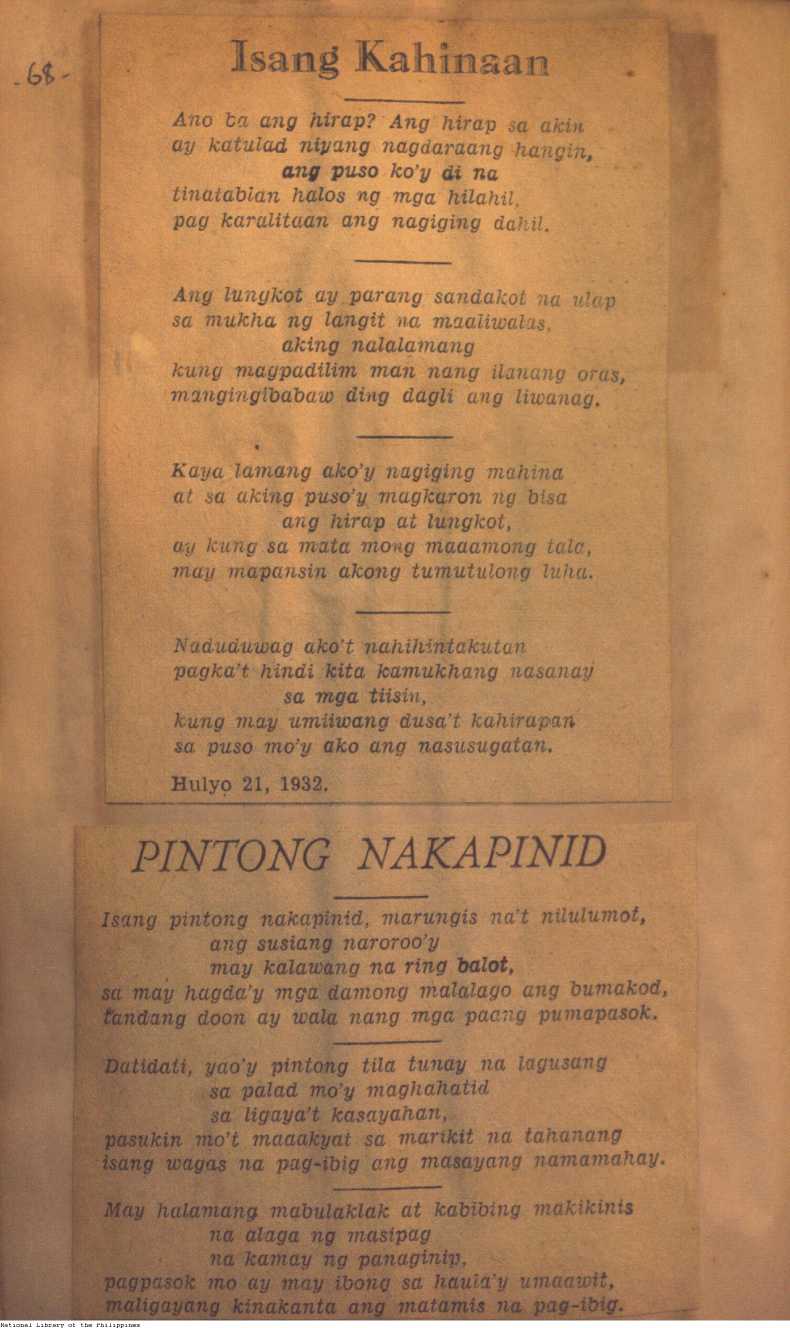 -68-
Isang Kahinaan
Ano ba ang hirap? Ang hirap sa akin
ay katulad niyang nagdaraang hangin,
ang puso ko'y di na
tinatablan halos ng mga hilahil,
pag karalitaan ang nagiging dahil.
Ang lungkot ay parang sandakot na ulap
sa mukha ng langit na maaliwalas,
aking nalalamang
kung magpadilim man nang ilanang oras,
mangingibabaw ding dagli ang liwanag.
Kaya lamang ako'y nagiging mahina
at sa aking puso'y magkaron ng bisa
ang hirap at lungkot,
ay kung sa mata mong maaamong tala,
may mapansin akong tumutulong luha.
Naduduwag ako't nahihintakutan
pagka't hindi kita kamukhang nasanay
sa mga tiisin,
kung may umiiwang dusa't kahirapan
sa puso mo'y ako ang nasusugatan.
Hulyo 21, 1932.
PINTONG NAKAPINID
Isang pintong nakapinid, marungis na't nilulumot,
ang susiang naroroo'y
may kalawang na ring balot,
sa may hagda'y mga damong malalago ang bumakod,
tandang doon ay wala nang mga paang pumapasok.
Datidati, yao'y pintong tila tunay na lagusang
sa palad mo'y maghahatid
sa ligaya't kasayahan,
pasukin mo't maaakyat sa marikit na tahanang
isang wagas na pag-ibig ang masayang namamahay.
May halamang mabulaklak at kabibing makikinis
na alaga ng masipag
na kamay ng panaginip,
pagpasok mo ay may ibong sa haula'y umaawit,
maligayang kinakanta ang matamis na pag-ibig.
National Library of the Philippines